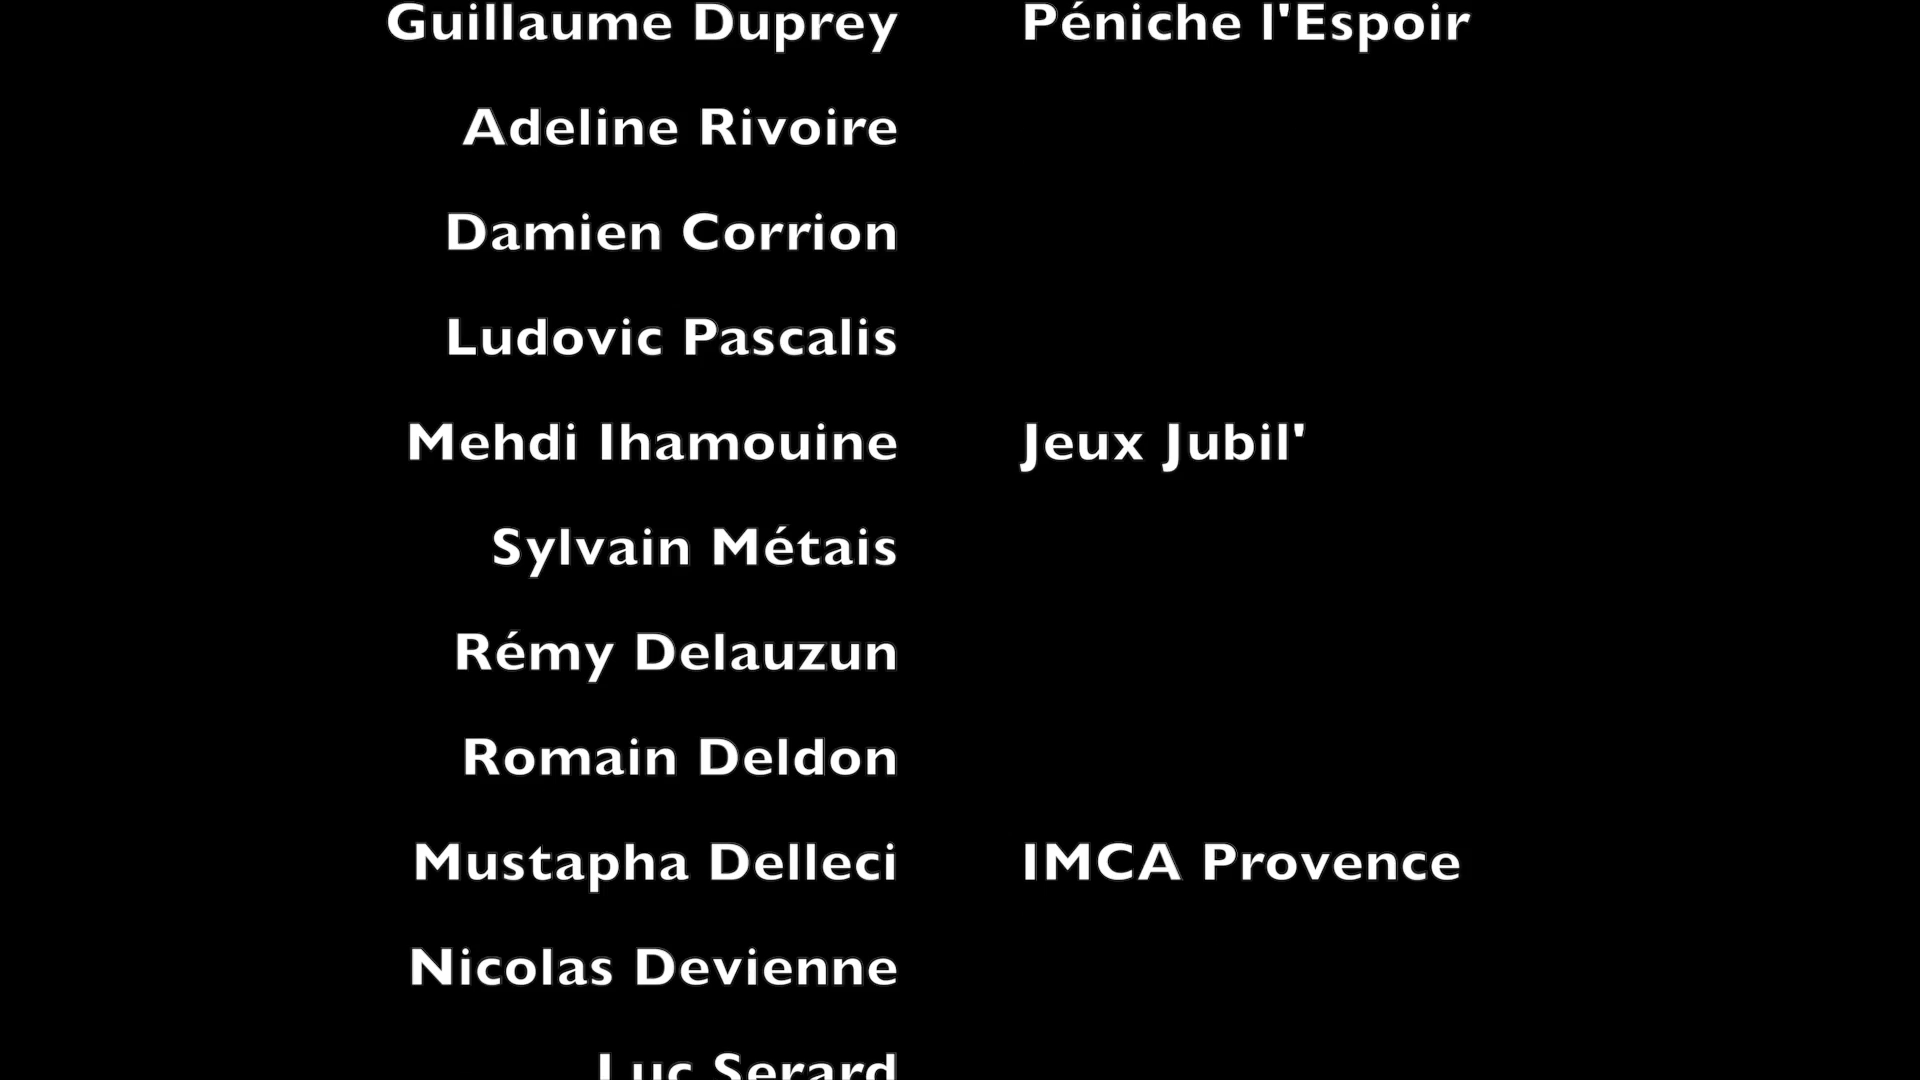 Guillaume Duprey Péniche l'Espoir
Adeline Rivoire
Damien Corrion
Ludovic Pascalis
Mehdi Ihamouine Jeux Jubil'
Sylvain Métais
Rémy Delauzun
Romain Deldon
Mustapha Delleci IMCA Provence
Nicolas Devienne
Luc Serard